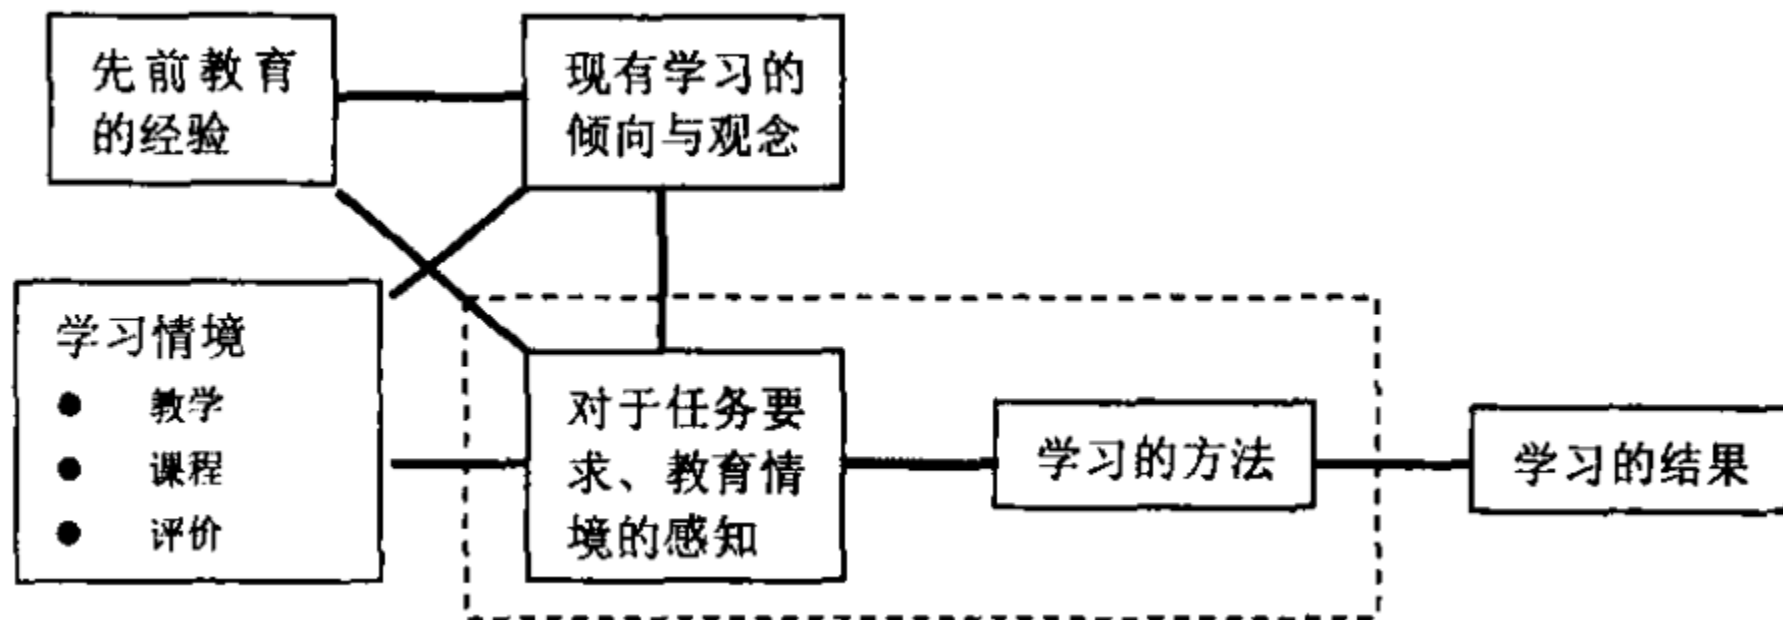 先前教育
的经验
现有学习的
倾向与观念
学习情境
● 教学
● 课程
● 评价
对于任务要
求、教育情
境的感知
学习的方法
学习的结果